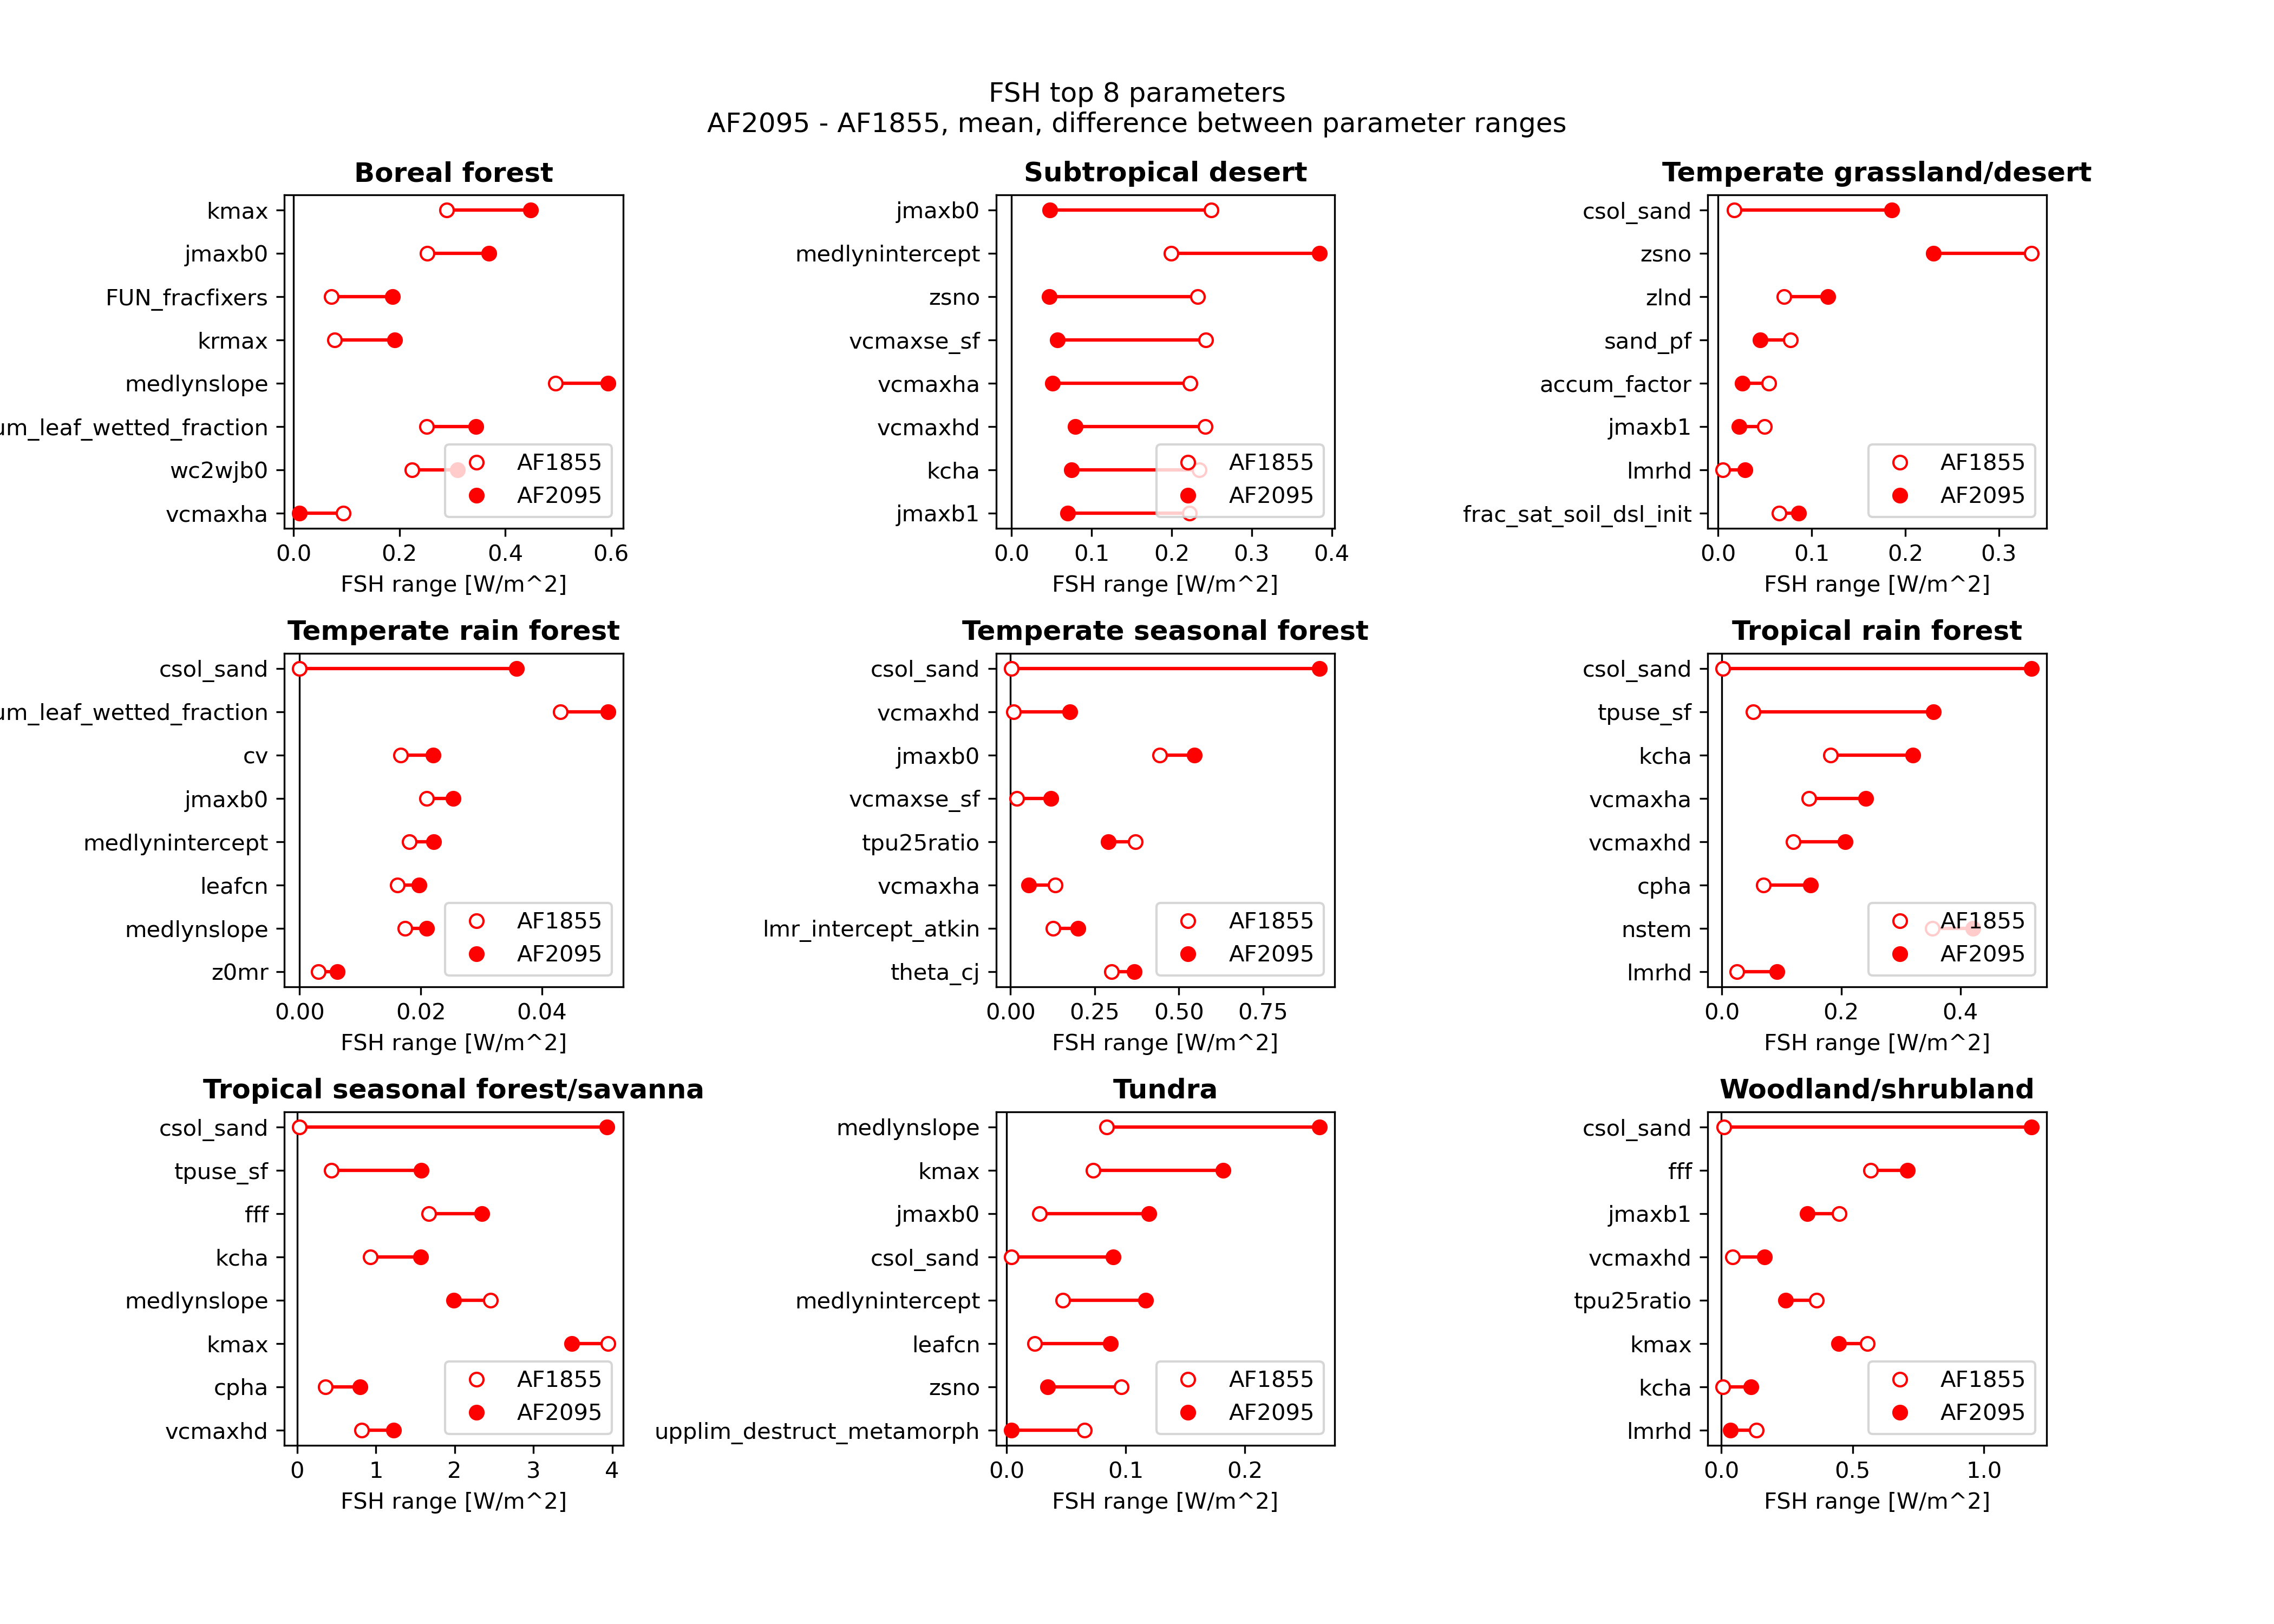 FSH top 8 parameters
AF2095 - AF1855, mean, difference between parameter ranges
Boreal forest
kmax
jmaxb0
FUN_fracfixers
krmax
medlynslope
um_leaf_wetted_fraction
wc2wjb0
vcmaxha
AF1855
AF2095
0.0 0.2 0.4 0.6
FSH range [W/m^2]
Subtropical desert
jmaxb0
medlynintercept
zsno
vcmaxse_sf
vcmaxha
vcmaxhd
kcha
jmaxb1
AF1855
AF2095
0.0 0.1 0.2 0.3 0.4
FSH range [W/m^2]
Temperate grassland/desert
csol_sand
zsno
zlnd
sand_pf
accum_factor
jmaxb1
lmrhd
frac_sat_soil_dsl_init
AF1855
AF2095
0.0 0.1 0.2 0.3
FSH range [W/m^2]
Temperate rain forest
csol_sand
um_leaf_wetted_fraction
cv
jmaxb0
medlynintercept
leafcn
medlynslope
z0mr
AF1855
AF2095
0.00 0.02 0.04
FSH range [W/m^2]
Temperate seasonal forest
csol_sand
vcmaxhd
jmaxb0
vcmaxse_sf
tpu25ratio
vcmaxha
lmr_intercept_atkin
theta_cj
AF1855
AF2095
0.00 0.25 0.50 0.75
FSH range [W/m^2]
Tropical rain forest
csol_sand
tpuse_sf
kcha
vcmaxha
vcmaxhd
cpha
nstem
lmrhd
AF1855
AF2095
0.0 0.2 0.4
FSH range [W/m^2]
Tropical seasonal forest/savanna
csol_sand
tpuse_sf
fff
kcha
medlynslope
kmax
cpha
vcmaxhd
AF1855
AF2095
0 1 2 3 4
FSH range [W/m^2]
Tundra
medlynslope
kmax
jmaxb0
csol_sand
medlynintercept
leafcn
zsno
upplim_destruct_metamorph
AF1855
AF2095
0.0 0.1 0.2
FSH range [W/m^2]
Woodland/shrubland
csol_sand
fff
jmaxb1
vcmaxhd
tpu25ratio
kmax
kcha
lmrhd
AF1855
AF2095
0.0 0.5 1.0
FSH range [W/m^2]